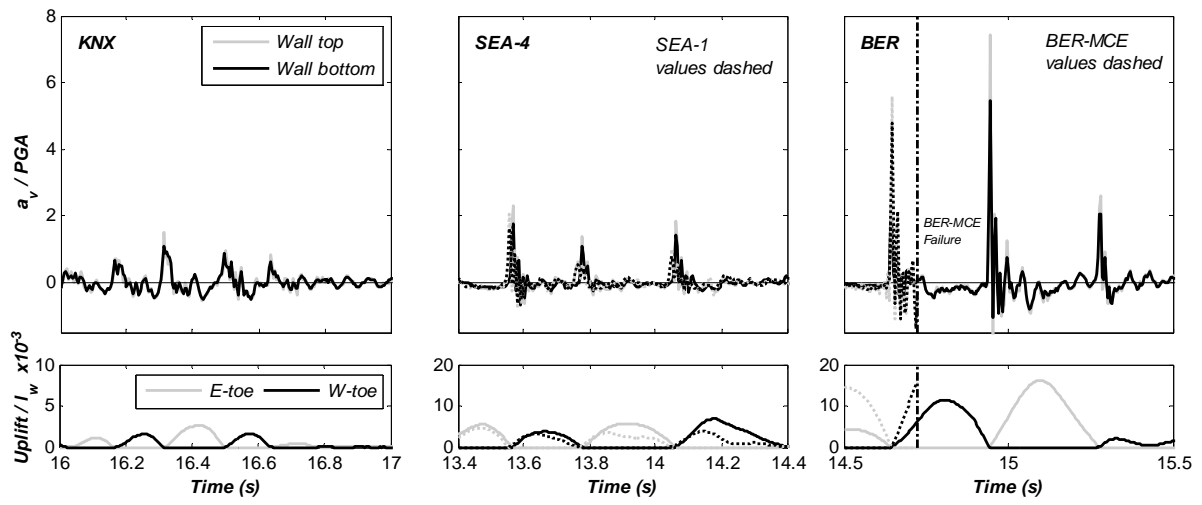 8
6
4
2
0
a_v / PGA
KNX
Wall top
Wall bottom
SEA-4
SEA-1
values dashed
BER
BER-MCE
values dashed
BER-MCE
Failure
Uplift / l_w x10^-3
10
5
0
E-toe
W-toe
16 16.2 16.4 16.6 16.8 17
Time (s)
20
10
0
13.4 13.6 13.8 14 14.2 14.4
Time (s)
20
10
0
14.5 15 15.5
Time (s)